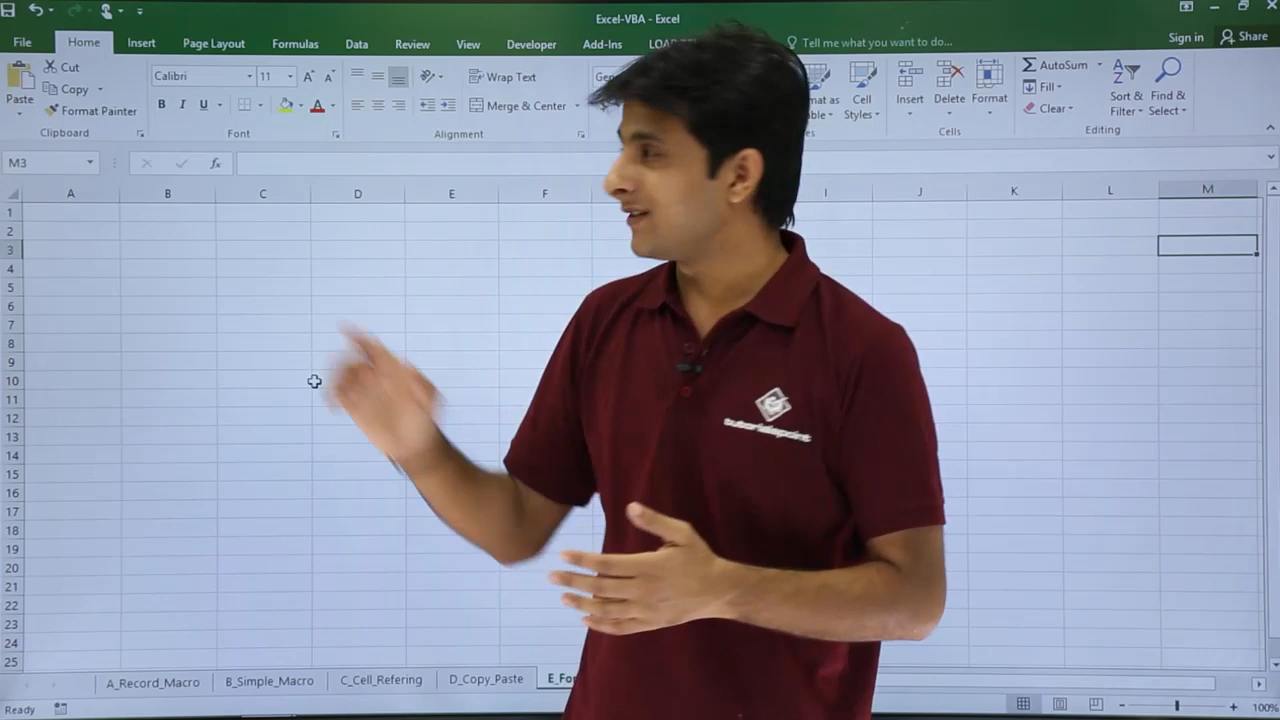 Excel-VBA - Excel
File Home Insert Page Layout Formulas Data Review View Developer Add-Ins Tell me what you want to do... Sign in Share
Cut
Copy
Format Painter
Paste
Clipboard
Calibri 11
B I U A
Font
Wrap Text
Merge & Center
Alignment
Cell
Styles
Insert Delete Format
Cells
AutoSum
Fill
Clear
Sort &
Filter
Find &
Select
Editing
M3 fx
A B C D E F I J K L M
1
2
3
4
5
6
7
8
9
10
11
12
13
14
15
16
17
18
19
20
21
22
23
24
25
tutorialspoint
A_Record_Macro B_Simple_Macro C_Cell_Refering D_Copy_Paste
Ready 100%